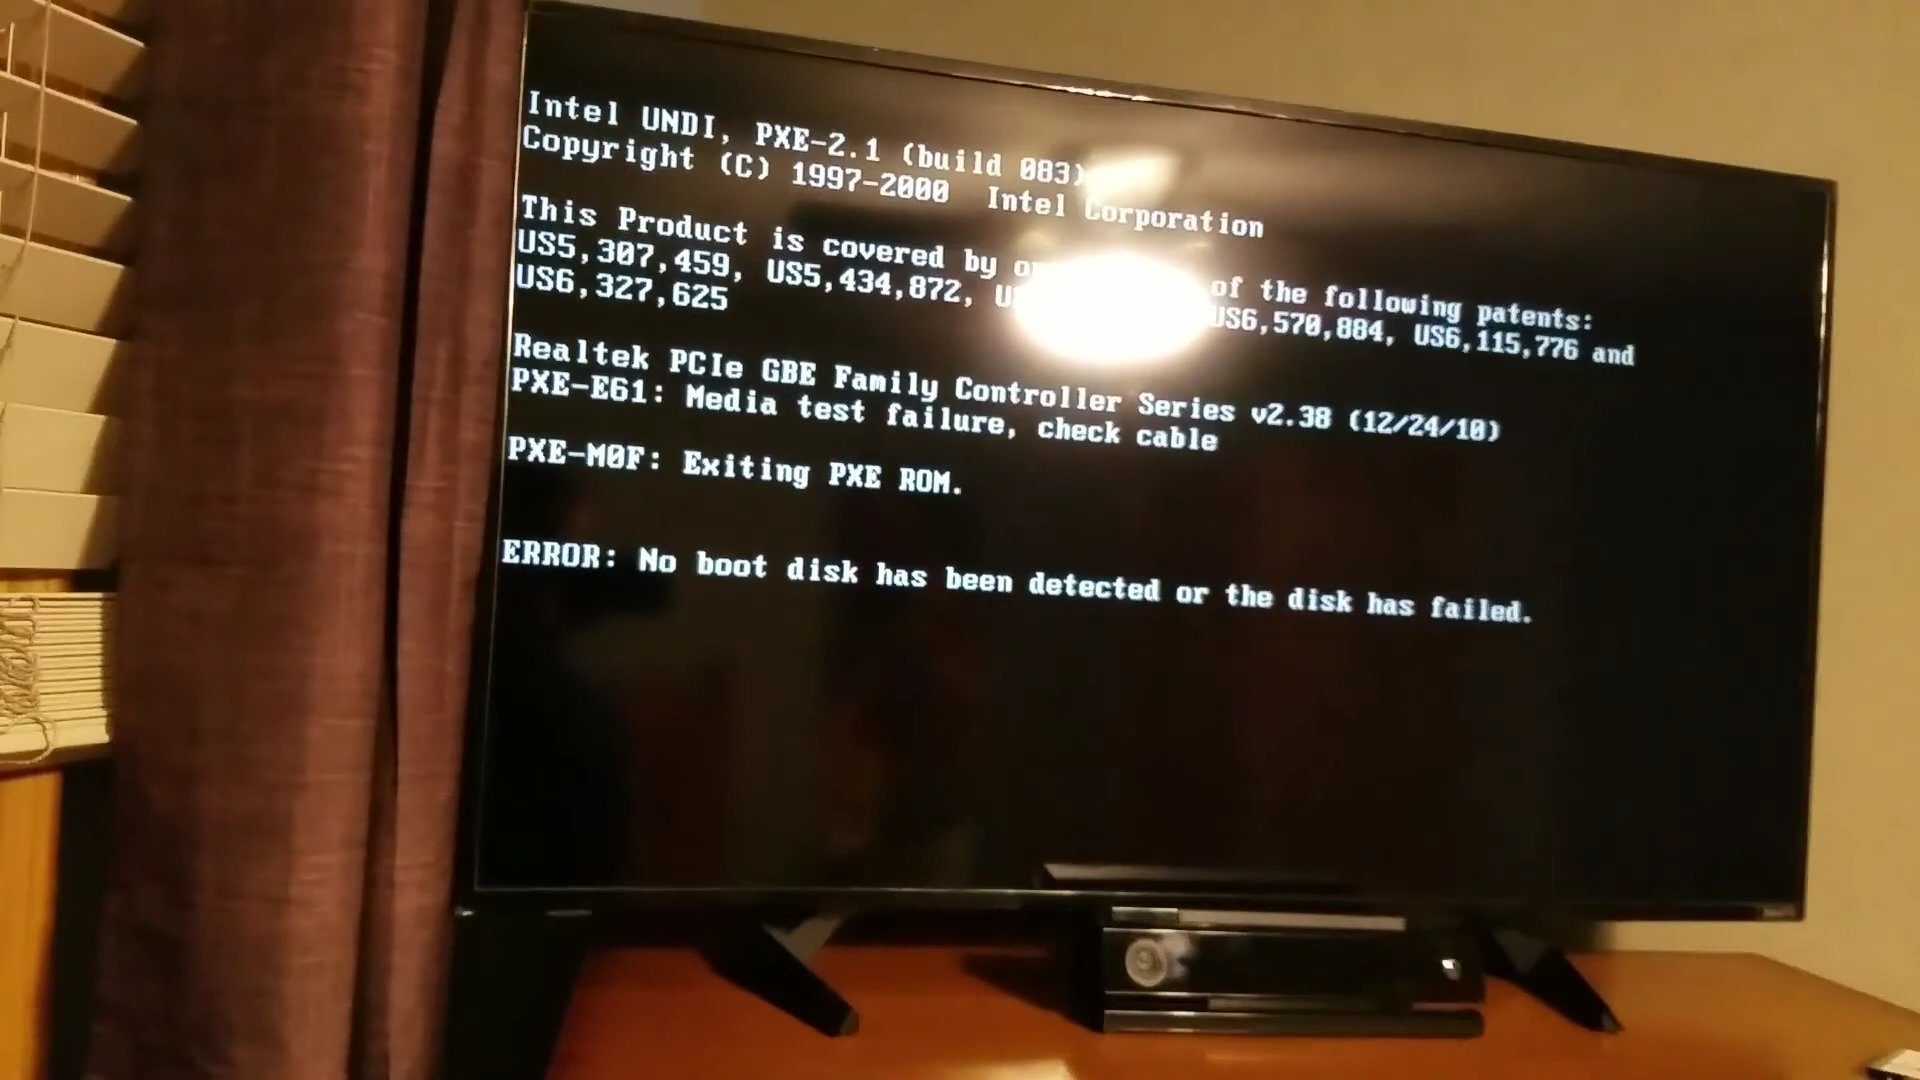 Intel UNDI, PXE-2.1 (build 083)
Copyright (C) 1997-2000 Intel Corporation
This Product is covered by of the following patents:
US5,307,459, US5,434,872, US6,570,884, US6,115,776 and
US6,327,625
Realtek PCIe GBE Family Controller Series v2.38 (12/24/10)
PXE-E61: Media test failure, check cable
PXE-M0F: Exiting PXE ROM.
ERROR: No boot disk has been detected or the disk has failed.